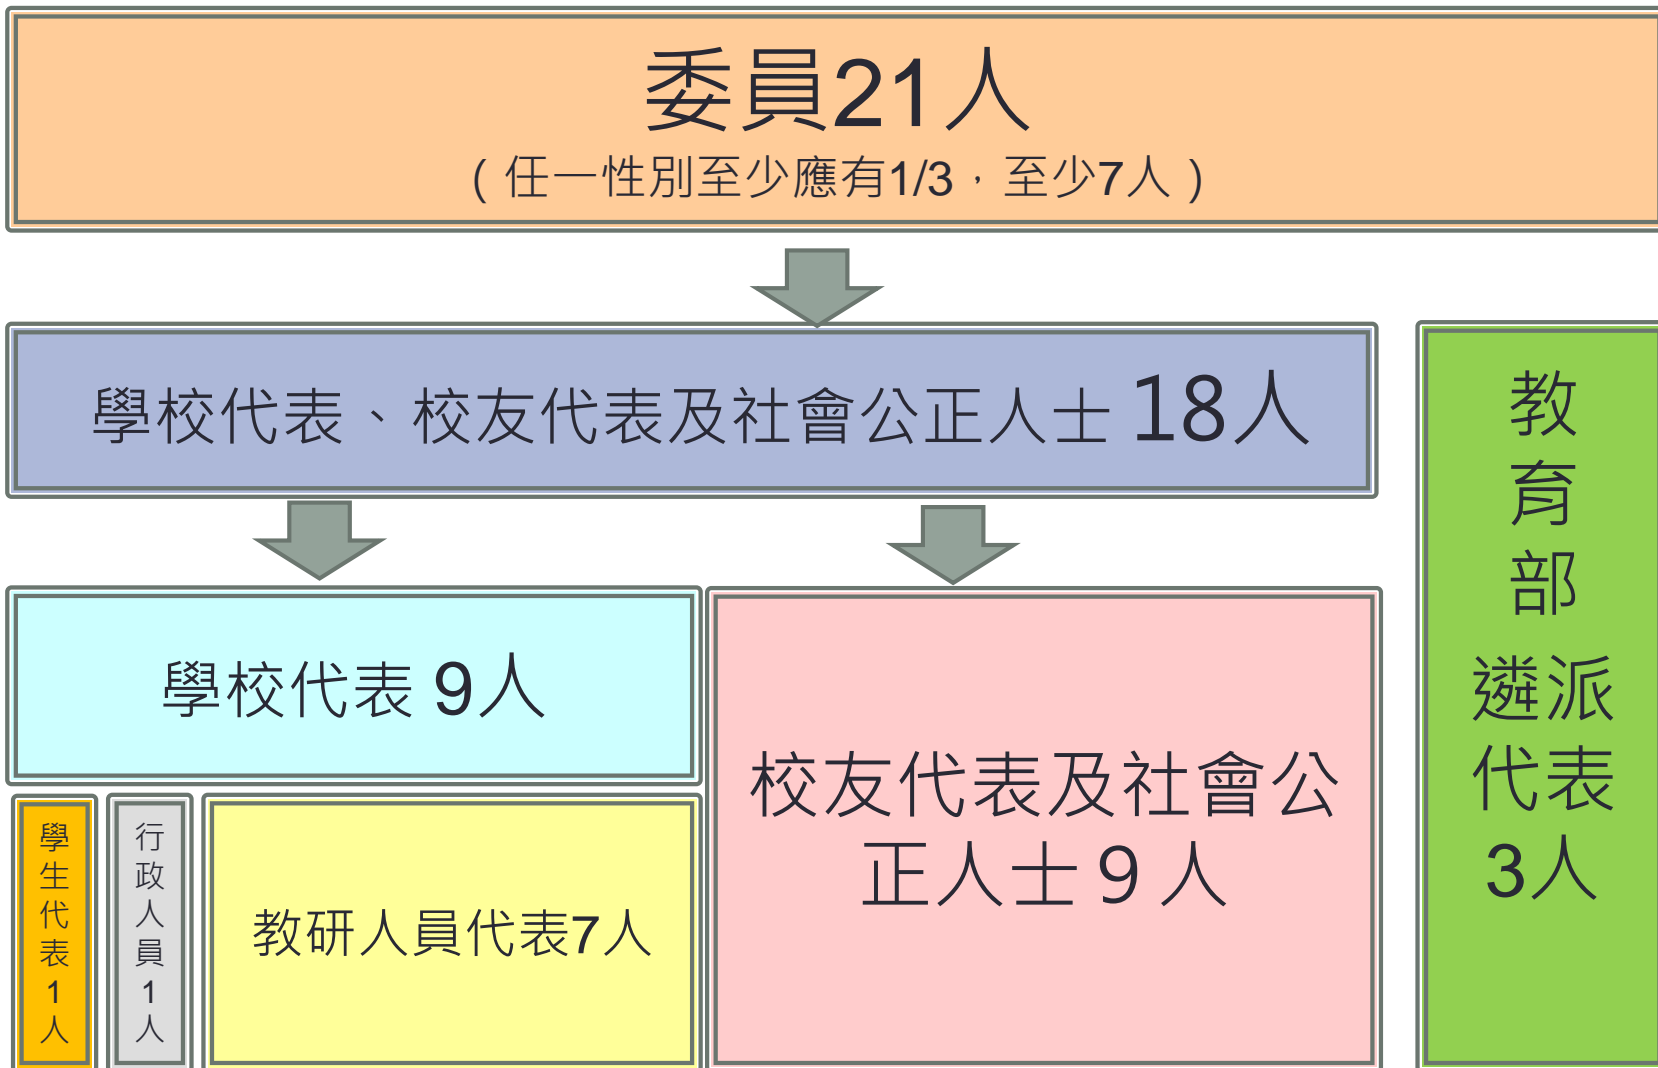 委員21人
（任一性別至少應有1/3，至少7人）
學校代表、校友代表及社會公正人士 18人
學校代表 9人
學
生
代
表
1
人
行
政
人
員
1
人
教研人員代表7人
校友代表及社會公
正人士 9 人
教
育
部
遴派
代表
3人